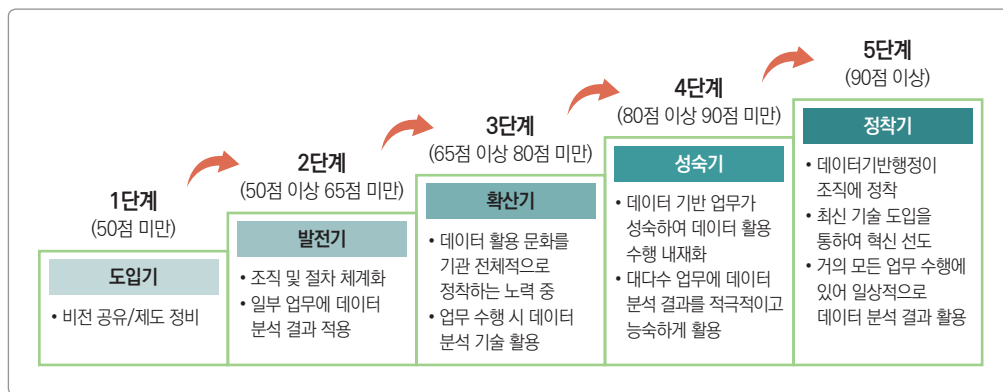 1단계
(50점 미만)
도입기
• 비전 공유/제도 정비
2단계
(50점 이상 65점 미만)
발전기
• 조직 및 절차 체계화
• 일부 업무에 데이터
분석 결과 적용
3단계
(65점 이상 80점 미만)
확산기
• 데이터 활용 문화를
기관 전체적으로
정착하는 노력 중
• 업무 수행 시 데이터
분석 기술 활용
4단계
(80점 이상 90점 미만)
성숙기
• 데이터 기반 업무가
성숙하여 데이터 활용
수행 내재화
• 대다수 업무에 데이터
분석 결과를 적극적이고
능숙하게 활용
5단계
(90점 이상)
정착기
• 데이터기반행정이
조직에 정착
• 최신 기술 도입을
통하여 혁신 선도
• 거의 모든 업무 수행에
있어 일상적으로
데이터 분석 결과 활용